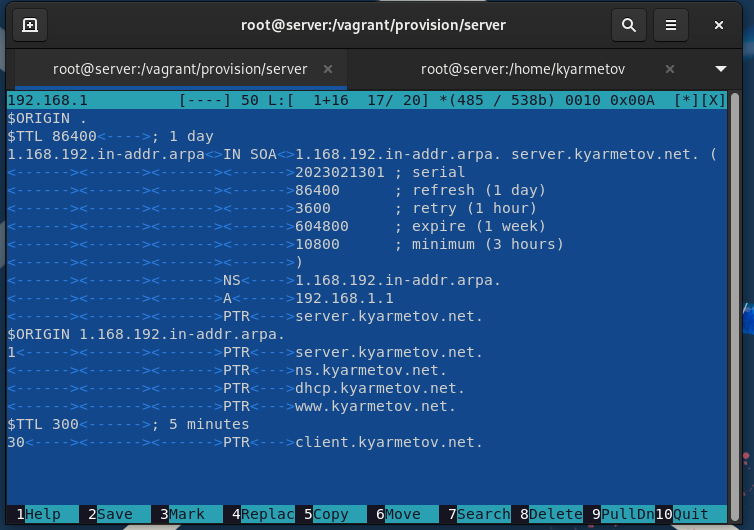 root@server:/vagrant/provision/server
root@server:/vagrant/provision/server × root@server:/home/kyarmetov ×
192.168.1 [----] 50 L:[ 1+16 17/ 20] *(485 / 538b) 0010 0x00A [*][X]
$ORIGIN .
$TTL 86400<---->; 1 day
1.168.192.in-addr.arpa<>IN SOA<>1.168.192.in-addr.arpa. server.kyarmetov.net. (
<------><------><------><------>2023021301 ; serial
<------><------><------><------>86400 ; refresh (1 day)
<------><------><------><------>3600 ; retry (1 hour)
<------><------><------><------>604800 ; expire (1 week)
<------><------><------><------>10800 ; minimum (3 hours)
<------><------><------><------>)
<------><------><------>NS<---->1.168.192.in-addr.arpa.
<------><------><------>A<----->192.168.1.1
<------><------><------>PTR<--->server.kyarmetov.net.
$ORIGIN 1.168.192.in-addr.arpa.
1<-----><------><------>PTR<--->server.kyarmetov.net.
<------><------><------>PTR<--->ns.kyarmetov.net.
<------><------><------>PTR<--->dhcp.kyarmetov.net.
<------><------><------>PTR<--->www.kyarmetov.net.
$TTL 300<------>; 5 minutes
30<----><------><------>PTR<--->client.kyarmetov.net.
1Help 2Save 3Mark 4Replac 5Copy 6Move 7Search 8Delete 9PullDn 10Quit